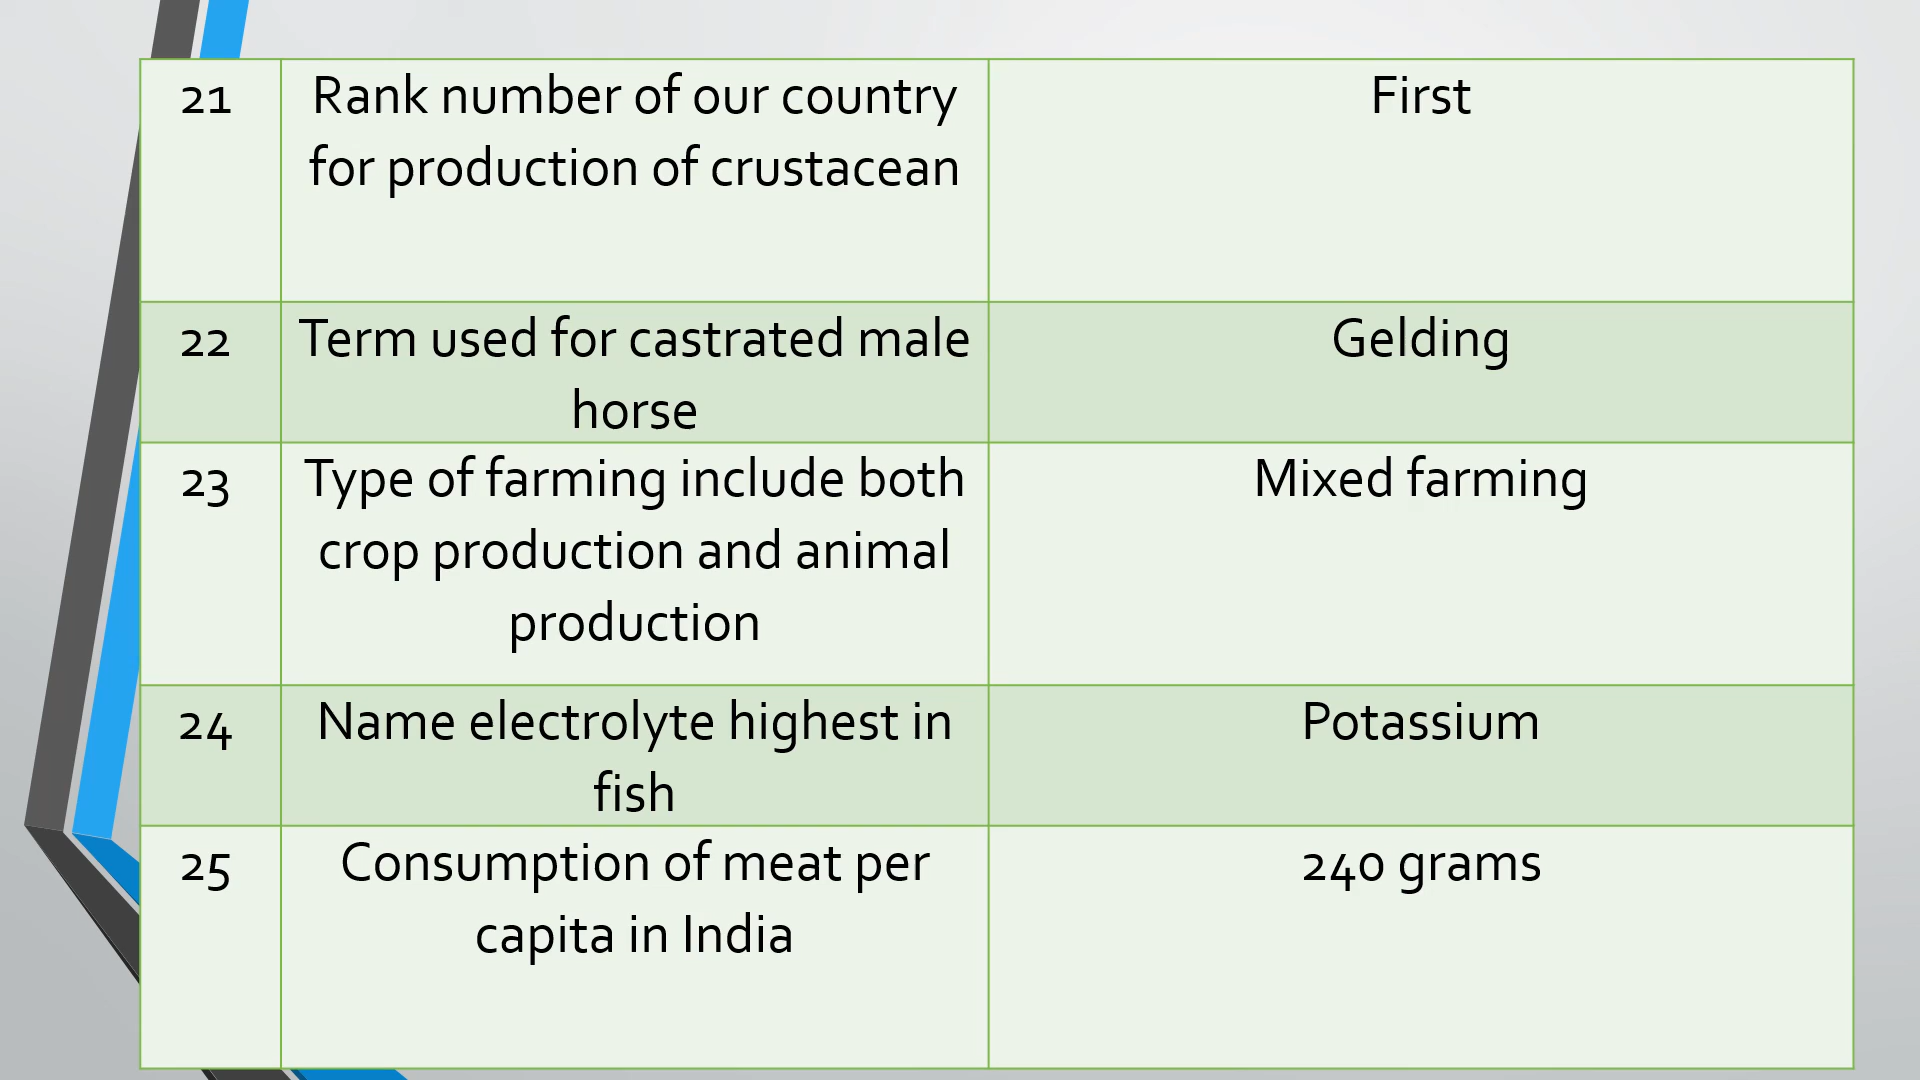 21 Rank number of our country First
for production of crustacean
22 Term used for castrated male Gelding
horse
23 Type of farming include both Mixed farming
crop production and animal
production
24 Name electrolyte highest in Potassium
fish
25 Consumption of meat per 240 grams
capita in India